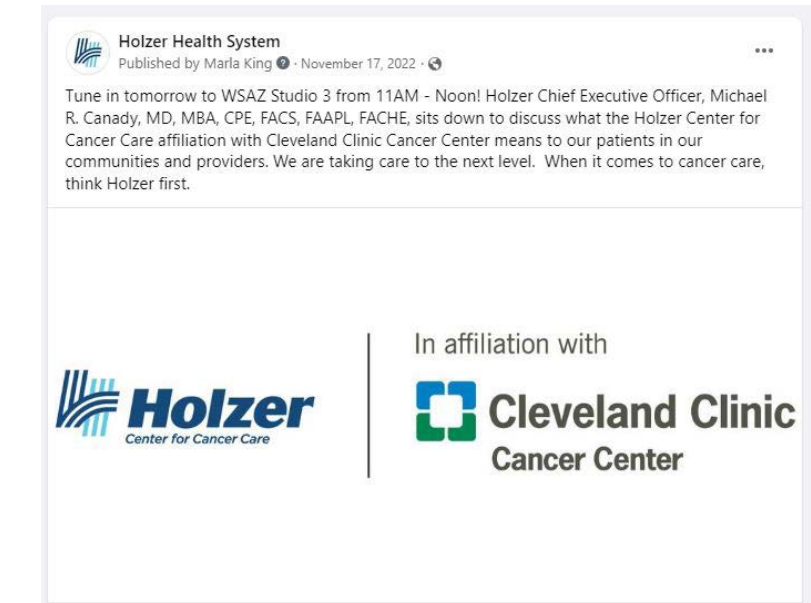 Holzer Health System
Published by Marla King · November 17, 2022 ·
Tune in tomorrow to WSAZ Studio 3 from 11AM - Noon! Holzer Chief Executive Officer, Michael
R. Canady, MD, MBA, CPE, FACS, FAAPL, FACHE, sits down to discuss what the Holzer Center for
Cancer Care affiliation with Cleveland Clinic Cancer Center means to our patients in our
communities and providers. We are taking care to the next level.  When it comes to cancer care,
think Holzer first.
Holzer
Center for Cancer Care
In affiliation with
Cleveland Clinic
Cancer Center